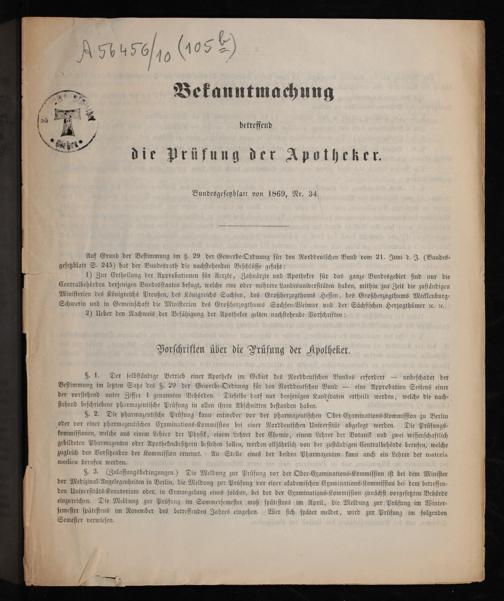 A 56456/10 (105 b)
Bekanntmachung
betreffend
die Prüfung der Apotheker.
Bundesgesetzblatt von 1869, Nr. 34.
Auf Grund der Bestimmung im §. 29 der Gewerbe-Ordnung für den Norddeutschen Bund vom 21. Juni d. J. (Bundes-
gesetzblatt S. 245) hat der Bundesrath die nachstehenden Beschlüsse gefaßt:
1) Zur Ertheilung der Approbationen für Aerzte, Zahnärzte und Apotheker für das ganze Bundesgebiet sind nur die
Centralbehörden derjenigen Bundesstaaten befugt, welche eine oder mehrere Landesuniversitäten haben, mithin zur Zeit die zuständigen
Ministerien des Königreichs Preußen, des Königreichs Sachsen, des Großherzogthums Hessen, des Großherzogthums Mecklenburg-
Schwerin und in Gemeinschaft die Ministerien des Großherzogthums Sachsen-Weimar und der Sächsischen Herzogthümer ꝛc. ꝛc.
2) Ueber den Nachweis der Befähigung der Apotheker gelten nachstehende Vorschriften:
Vorschriften über die Prüfung der Apotheker.
§. 1. Der selbständige Betrieb einer Apotheke im Gebiet des Norddeutschen Bundes erfordert — unbeschadet der
Bestimmung im letzten Satze des §. 29 der Gewerbe-Ordnung für den Norddeutschen Bund — eine Approbation Seitens einer
der vorstehend unter Ziffer 1 genannten Behörden. Dieselbe darf nur denjenigen Kandidaten ertheilt werden, welche die nach-
stehend beschriebene pharmazeutische Prüfung in allen ihren Abschnitten bestanden haben.
§. 2. Die pharmazeutische Prüfung kann entweder vor der pharmazeutischen Ober-Examinations-Kommission zu Berlin
oder vor einer pharmazeutischen Examinations-Kommission bei einer Norddeutschen Universität abgelegt werden. Die Prüfungs-
kommissionen, welche aus einem Lehrer der Physik, einem Lehrer der Chemie, einem Lehrer der Botanik und zwei wissenschaftlich
gebildeten Pharmazeuten oder Apothekenbesitzern bestehen sollen, werden alljährlich von der zuständigen Centralbehörde berufen, welche
zugleich den Vorsitzenden der Kommission ernennt. An Stelle eines der beiden Pharmazeuten kann auch ein Lehrer der materia
medica berufen werden.
§. 3. (Zulassungsbedingungen.) Die Meldung zur Prüfung vor der Ober-Examinations-Kommission ist bei dem Minister
der Medizinal-Angelegenheiten in Berlin, die Meldung zur Prüfung vor einer akademischen Examinations-Kommission bei dem betreffen-
den Universitäts-Kuratorium oder, in Ermangelung eines solchen, bei der der Examinations-Kommission zunächst vorgesetzten Behörde
einzureichen. Die Meldung zur Prüfung im Sommersemester muß spätestens im April, die Meldung zur Prüfung im Winter-
semester spätestens im November des betreffenden Jahres eingehen. Wer sich später meldet, wird zur Prüfung im folgenden
Semester verwiesen.